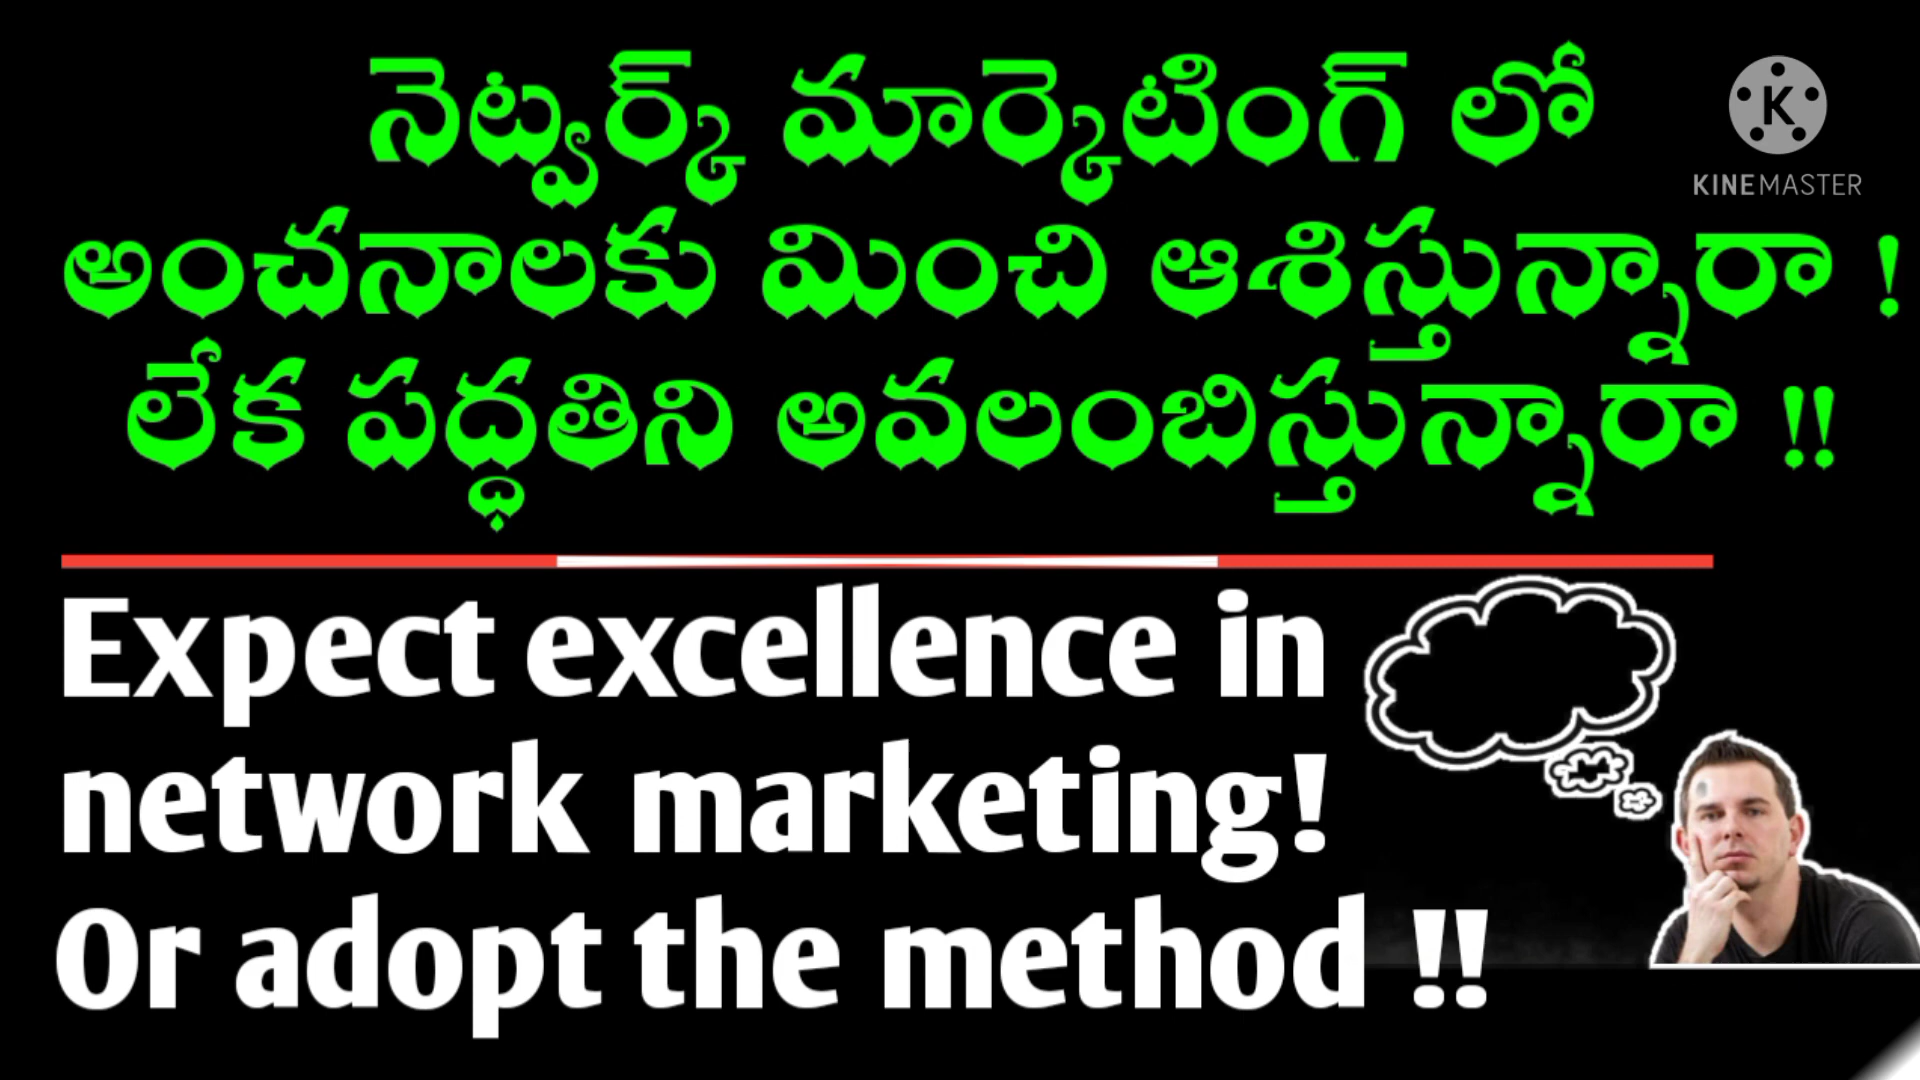 నెట్వర్క్ మార్కెటింగ్ లో
అంచనాలకు మించి ఆశిస్తున్నారా !
లేక పద్ధతిని అవలంబిస్తున్నారా !!
K
KINEMASTER
Expect excellence in
network marketing!
Or adopt the method !!